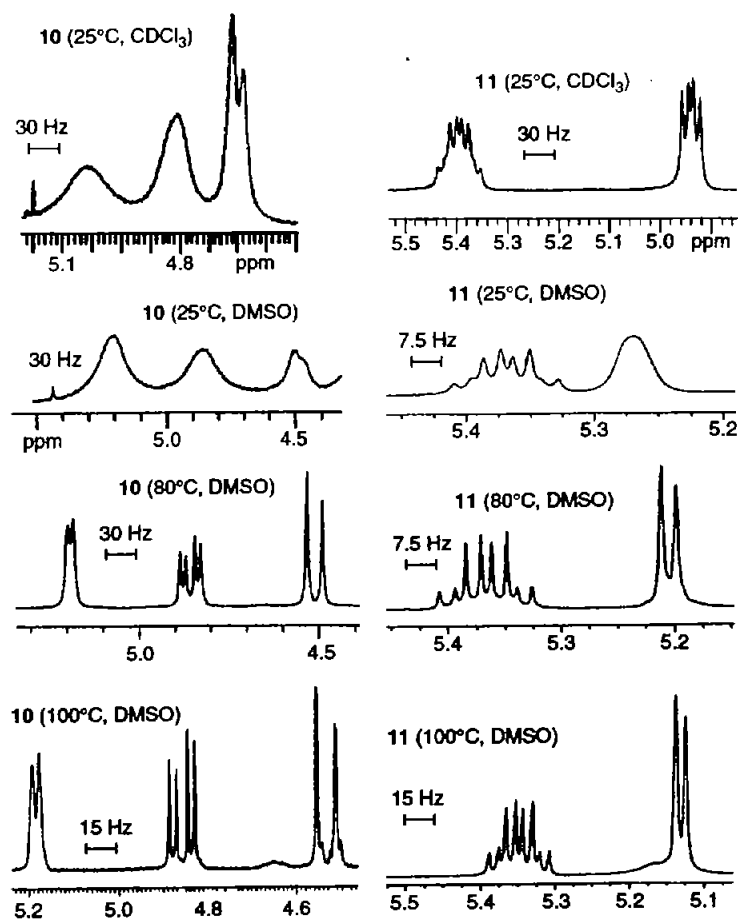 10 (25°C, CDCl₃)
30 Hz
5.1 4.8 ppm
11 (25°C, CDCl₃)
30 Hz
5.5 5.4 5.3 5.2 5.1 5.0 ppm
10 (25°C, DMSO)
30 Hz
ppm 5.0 4.5
11 (25°C, DMSO)
7.5 Hz
5.4 5.3 5.2
10 (80°C, DMSO)
30 Hz
5.0 4.5
11 (80°C, DMSO)
7.5 Hz
5.4 5.3 5.2
10 (100°C, DMSO)
15 Hz
5.2 5.0 4.8 4.6
11 (100°C, DMSO)
15 Hz
5.5 5.4 5.3 5.2 5.1